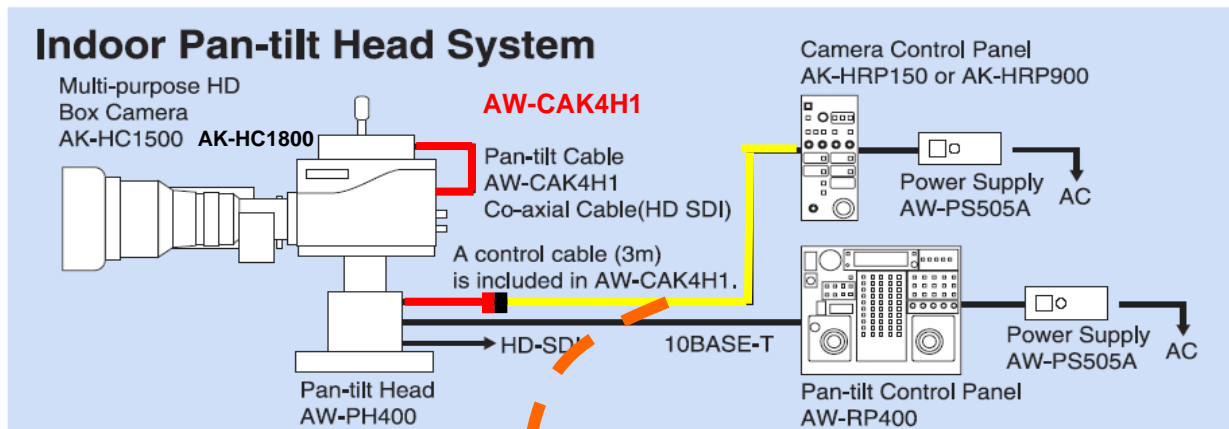 Indoor Pan-tilt Head System
Multi-purpose HD
Box Camera
AK-HC1500 AK-HC1800
AW-CAK4H1
Pan-tilt Cable
AW-CAK4H1
Co-axial Cable(HD SDI)
A control cable (3m)
is included in AW-CAK4H1.
HD-SDI
10BASE-T
Pan-tilt Head
AW-PH400
Camera Control Panel
AK-HRP150 or AK-HRP900
Power Supply
AW-PS505A
AC
Power Supply
AW-PS505A
AC
Pan-tilt Control Panel
AW-RP400